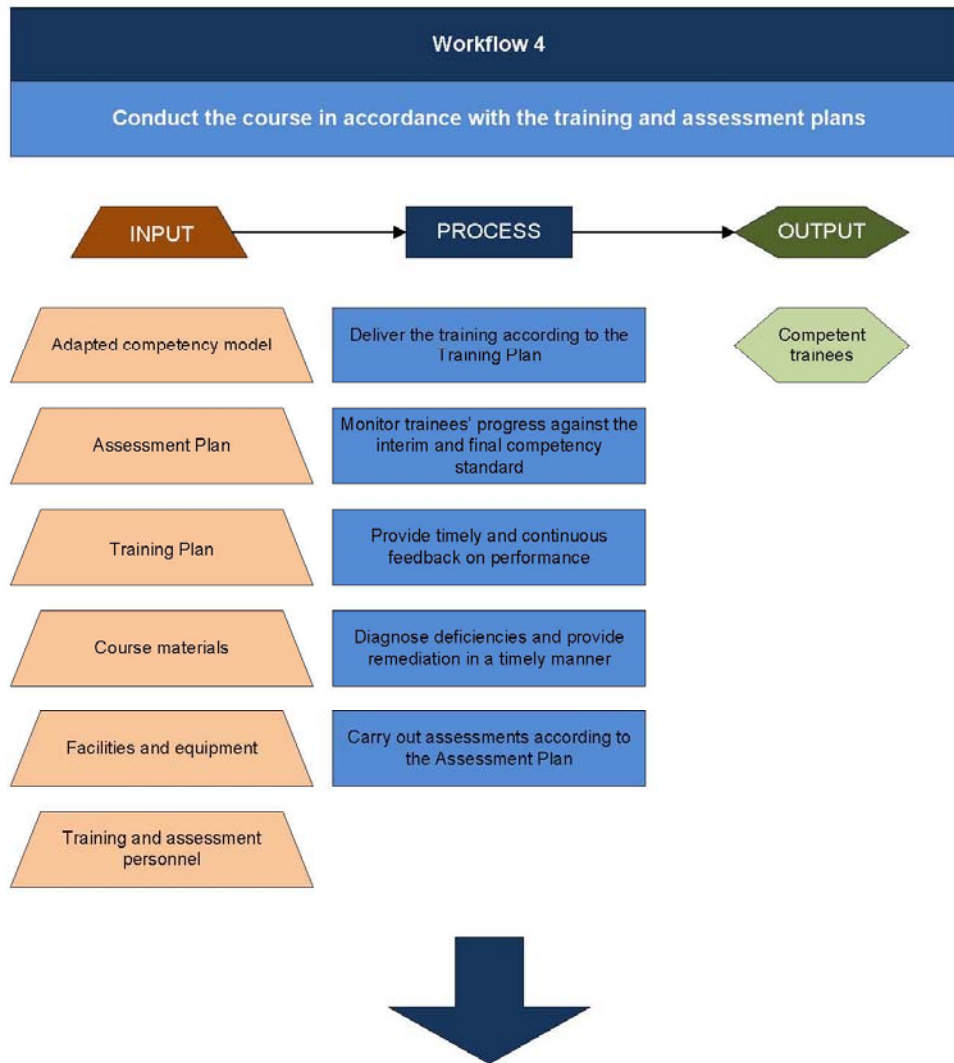 Workflow 4
Conduct the course in accordance with the training and assessment plans
INPUT
PROCESS
OUTPUT
Adapted competency model
Deliver the training according to the
Training Plan
Competent
trainees
Assessment Plan
Monitor trainees' progress against the
interim and final competency
standard
Training Plan
Provide timely and continuous
feedback on performance
Course materials
Diagnose deficiencies and provide
remediation in a timely manner
Facilities and equipment
Carry out assessments according to
the Assessment Plan
Training and assessment
personnel